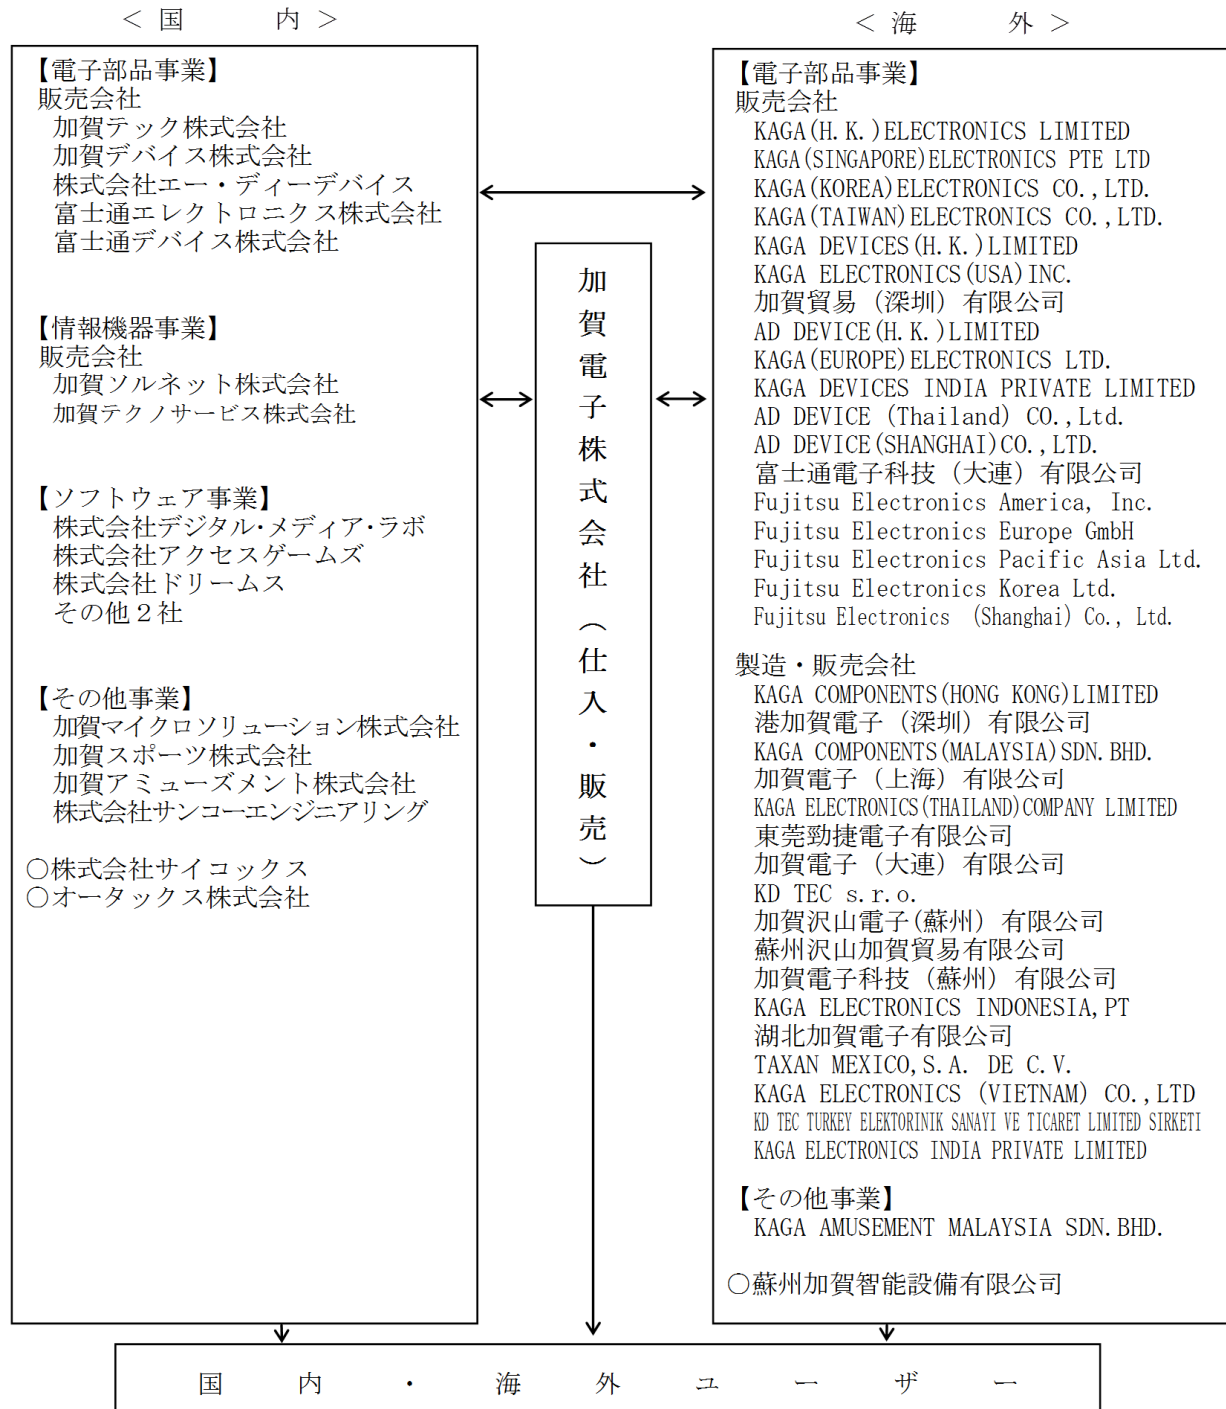 ＜国　　内＞
【電子部品事業】
販売会社
加賀テック株式会社
加賀デバイス株式会社
株式会社エー・ディーデバイス
富士通エレクトロニクス株式会社
富士通デバイス株式会社
【情報機器事業】
販売会社
加賀ソルネット株式会社
加賀テクノサービス株式会社
【ソフトウェア事業】
株式会社デジタル・メディア・ラボ
株式会社アクセスゲームズ
株式会社ドリームス
その他２社
【その他事業】
加賀マイクロソリューション株式会社
加賀スポーツ株式会社
加賀アミューズメント株式会社
株式会社サンコーエンジニアリング
○株式会社サイコックス
○オータックス株式会社
加賀電子株式会社（仕入・販売）
＜海　　外＞
【電子部品事業】
販売会社
KAGA(H.K.)ELECTRONICS LIMITED
KAGA(SINGAPORE)ELECTRONICS PTE LTD
KAGA(KOREA)ELECTRONICS CO.,LTD.
KAGA(TAIWAN)ELECTRONICS CO.,LTD.
KAGA DEVICES(H.K.)LIMITED
KAGA ELECTRONICS(USA)INC.
加賀貿易（深圳）有限公司
AD DEVICE(H.K.)LIMITED
KAGA(EUROPE)ELECTRONICS LTD.
KAGA DEVICES INDIA PRIVATE LIMITED
AD DEVICE (Thailand) CO.,Ltd.
AD DEVICE(SHANGHAI)CO.,LTD.
富士通電子科技（大連）有限公司
Fujitsu Electronics America, Inc.
Fujitsu Electronics Europe GmbH
Fujitsu Electronics Pacific Asia Ltd.
Fujitsu Electronics Korea Ltd.
Fujitsu Electronics （Shanghai）Co., Ltd.
製造・販売会社
KAGA COMPONENTS(HONG KONG)LIMITED
港加賀電子（深圳）有限公司
KAGA COMPONENTS(MALAYSIA)SDN.BHD.
加賀電子（上海）有限公司
KAGA ELECTRONICS(THAILAND)COMPANY LIMITED
東莞勁捷電子有限公司
加賀電子（大連）有限公司
KD TEC s.r.o.
加賀沢山電子(蘇州）有限公司
蘇州沢山加賀貿易有限公司
加賀電子科技（蘇州）有限公司
KAGA ELECTRONICS INDONESIA,PT
湖北加賀電子有限公司
TAXAN MEXICO,S.A. DE C.V.
KAGA ELECTRONICS (VIETNAM) CO.,LTD
KD TEC TURKEY ELEKTORINIK SANAYI VE TICARET LIMITED SIRKETI
KAGA ELECTRONICS INDIA PRIVATE LIMITED
【その他事業】
KAGA AMUSEMENT MALAYSIA SDN.BHD.
○蘇州加賀智能設備有限公司
国内・海外ユーザー